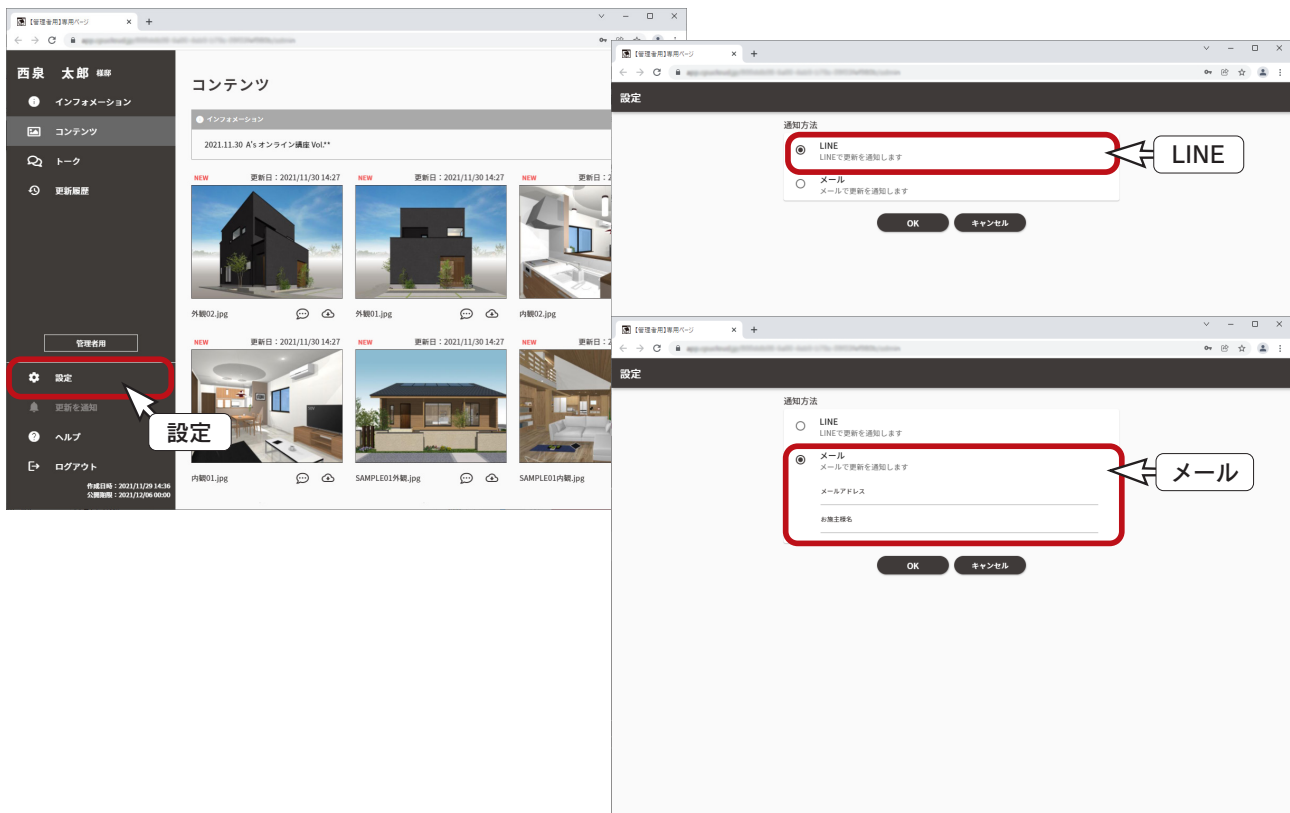 【管理者用】専用ページ
西泉 太郎 様邸
インフォメーション
コンテンツ
トーク
更新履歴
管理者用
設定
更新を通知
ヘルプ
ログアウト
作成日時：2021/11/29 14:36
公開期限：2021/12/06 00:00
設定
コンテンツ
インフォメーション
2021.11.30 A's オンライン講座 Vol.**
NEW 更新日：2021/11/30 14:27
NEW 更新日：2021/11/30 14:27
NEW 更新日：2
外観02.jpg
外観01.jpg
内観02.jpg
NEW 更新日：2021/11/30 14:27
NEW 更新日：2021/11/30 14:27
NEW 更新日：2
内観01.jpg
SAMPLE01外観.jpg
SAMPLE01内観.jpg
【管理者用】専用ページ
設定
通知方法
LINE
LINEで更新を通知します
メール
メールで更新を通知します
OK キャンセル
LINE
【管理者用】専用ページ
設定
通知方法
LINE
LINEで更新を通知します
メール
メールで更新を通知します
メールアドレス
お施主様名
OK キャンセル
メール